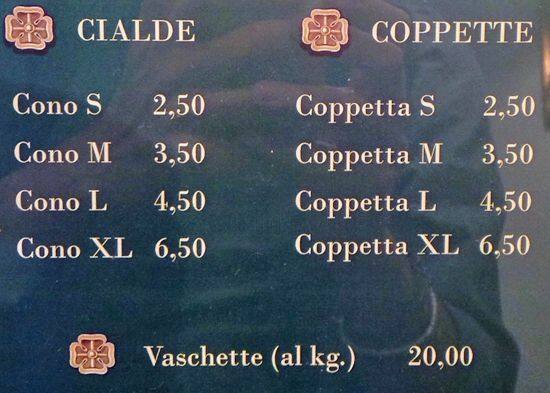 CIALDE
Cono S 2,50
Cono M 3,50
Cono L 4,50
Cono XL 6,50
COPPETTE
Coppetta S 2,50
Coppetta M 3,50
Coppetta L 4,50
Coppetta XL 6,50
Vaschette (al kg.) 20,00